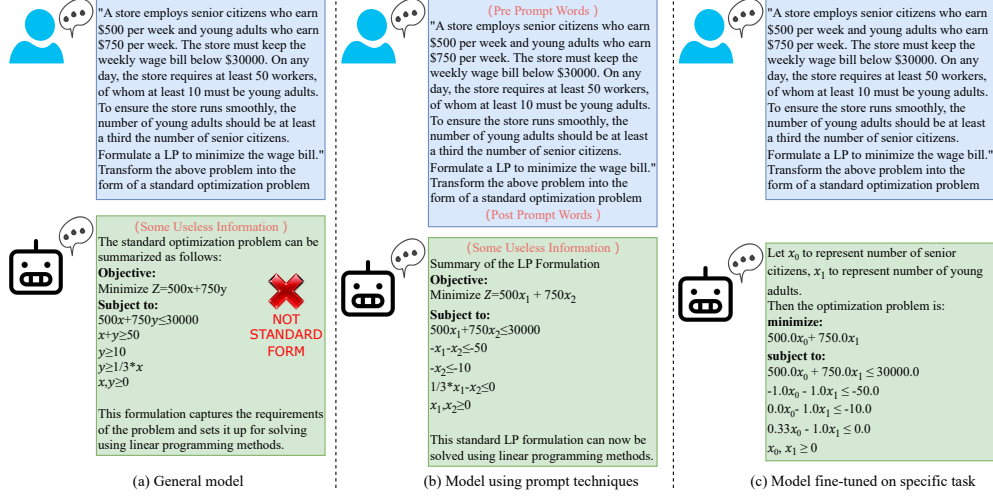 "A store employs senior citizens who earn
$500 per week and young adults who earn
$750 per week. The store must keep the
weekly wage bill below $30000. On any
day, the store requires at least 50 workers,
of whom at least 10 must be young adults.
To ensure the store runs smoothly, the
number of young adults should be at least
a third the number of senior citizens.
Formulate a LP to minimize the wage bill."
Transform the above problem into the
form of a standard optimization problem
(Some Useless Information )
The standard optimization problem can be
summarized as follows:
Objective:
Minimize Z=500x+750y
Subject to:
500x+750y≤30000
x+y≥50
y≥10
y≥1/3*x
x,y≥0
NOT
STANDARD
FORM
This formulation captures the requirements
of the problem and sets it up for solving
using linear programming methods.
(a) General model
(Pre Prompt Words )
"A store employs senior citizens who earn
$500 per week and young adults who earn
$750 per week. The store must keep the
weekly wage bill below $30000. On any
day, the store requires at least 50 workers,
of whom at least 10 must be young adults.
To ensure the store runs smoothly, the
number of young adults should be at least
a third the number of senior citizens.
Formulate a LP to minimize the wage bill."
Transform the above problem into the
form of a standard optimization problem
(Post Prompt Words )
(Some Useless Information )
Summary of the LP Formulation
Objective:
Minimize Z=500x₁ + 750x₂
Subject to:
500x₁+750x₂≤30000
-x₁-x₂≤-50
-x₂≤-10
1/3*x₁-x₂≤0
x₁,x₂≥0
This standard LP formulation can now be
solved using linear programming methods.
(b) Model using prompt techniques
"A store employs senior citizens who earn
$500 per week and young adults who earn
$750 per week. The store must keep the
weekly wage bill below $30000. On any
day, the store requires at least 50 workers,
of whom at least 10 must be young adults.
To ensure the store runs smoothly, the
number of young adults should be at least
a third the number of senior citizens.
Formulate a LP to minimize the wage bill."
Transform the above problem into the
form of a standard optimization problem
Let x₀ to represent number of senior
citizens, x₁ to represent number of young
adults.
Then the optimization problem is:
minimize:
500.0x₀+ 750.0x₁
subject to:
500.0x₀ + 750.0x₁ ≤ 30000.0
-1.0x₀ - 1.0x₁ ≤ -50.0
0.0x₀- 1.0x₁ ≤ -10.0
0.33x₀ - 1.0x₁ ≤ 0.0
x₀, x₁ ≥ 0
(c) Model fine-tuned on specific task